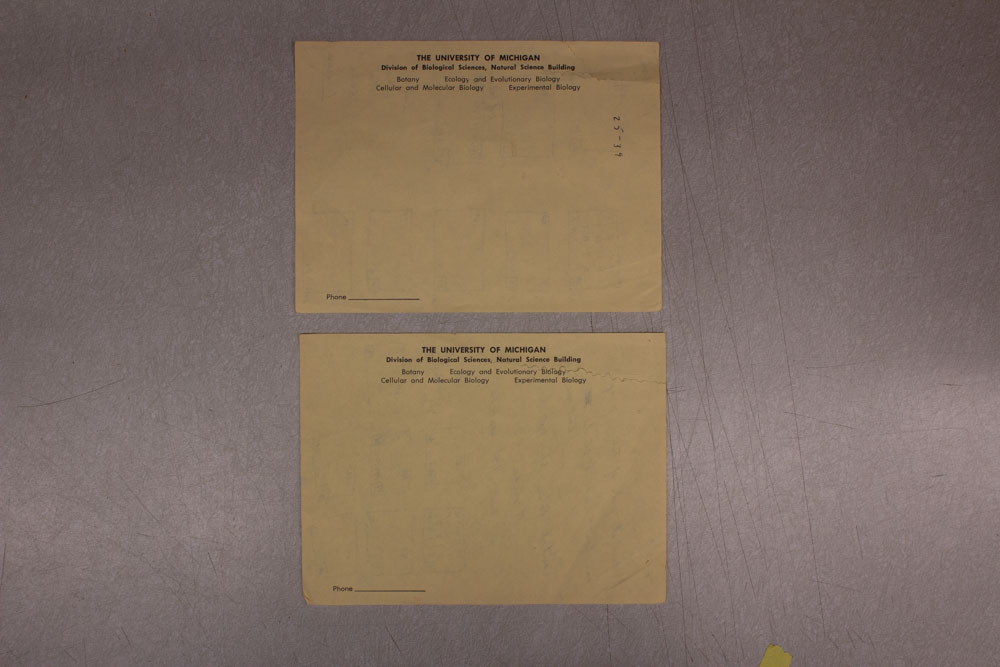 THE UNIVERSITY OF MICHIGAN
Division of Biological Sciences, Natural Science Building
Botany Ecology and Evolutionary Biology
Cellular and Molecular Biology Experimental Biology
25-39
Phone
THE UNIVERSITY OF MICHIGAN
Division of Biological Sciences, Natural Science Building
Botany Ecology and Evolutionary Biology
Cellular and Molecular Biology Experimental Biology
Phone